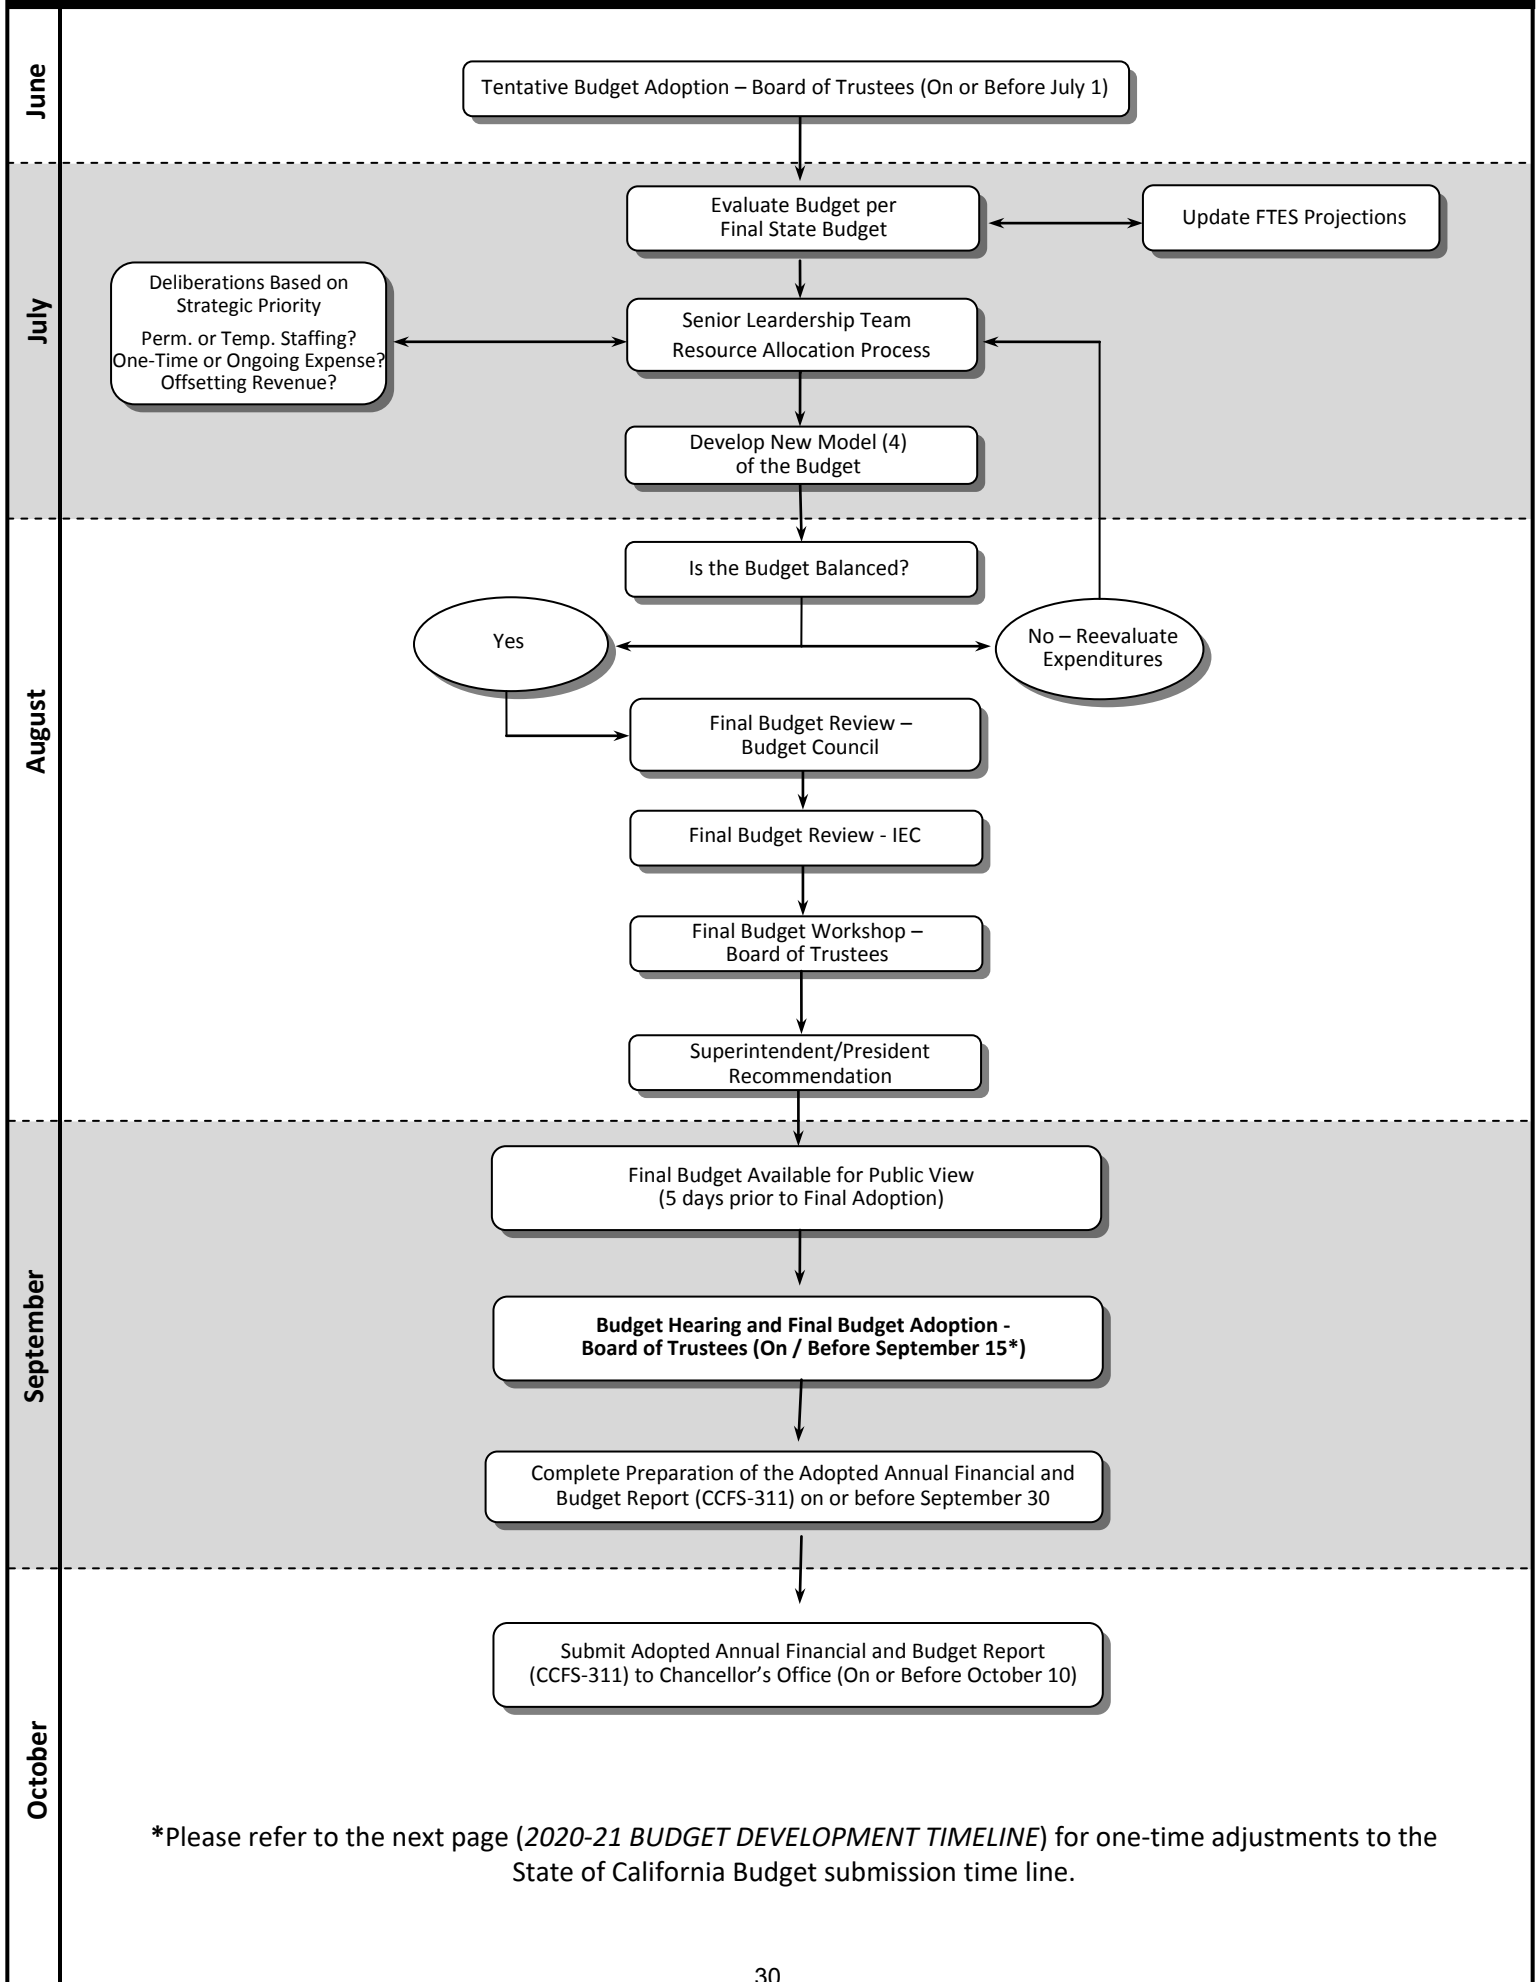 June
Tentative Budget Adoption – Board of Trustees (On or Before July 1)
July
Evaluate Budget per
Final State Budget
Update FTES Projections
Deliberations Based on
Strategic Priority
Perm. or Temp. Staffing?
One-Time or Ongoing Expense?
Offsetting Revenue?
Senior Leardership Team
Resource Allocation Process
Develop New Model (4)
of the Budget
August
Is the Budget Balanced?
Yes
No – Reevaluate
Expenditures
Final Budget Review –
Budget Council
Final Budget Review - IEC
Final Budget Workshop –
Board of Trustees
Superintendent/President
Recommendation
September
Final Budget Available for Public View
(5 days prior to Final Adoption)
Budget Hearing and Final Budget Adoption -
Board of Trustees (On / Before September 15*)
Complete Preparation of the Adopted Annual Financial and
Budget Report (CCFS-311) on or before September 30
October
Submit Adopted Annual Financial and Budget Report
(CCFS-311) to Chancellor’s Office (On or Before October 10)
*Please refer to the next page (2020-21 BUDGET DEVELOPMENT TIMELINE) for one-time adjustments to the
State of California Budget submission time line.
30